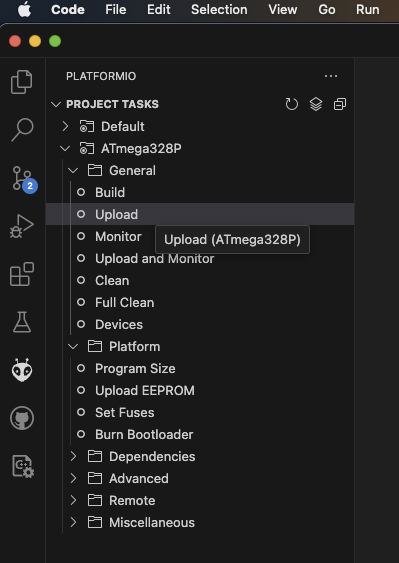 Code File Edit Selection View Go Run
PLATFORMIO
PROJECT TASKS
Default
ATmega328P
General
Build
Upload
Monitor
Upload (ATmega328P)
Upload and Monitor
Clean
Full Clean
Devices
2
Platform
Program Size
Upload EEPROM
Set Fuses
Burn Bootloader
Dependencies
Advanced
Remote
Miscellaneous